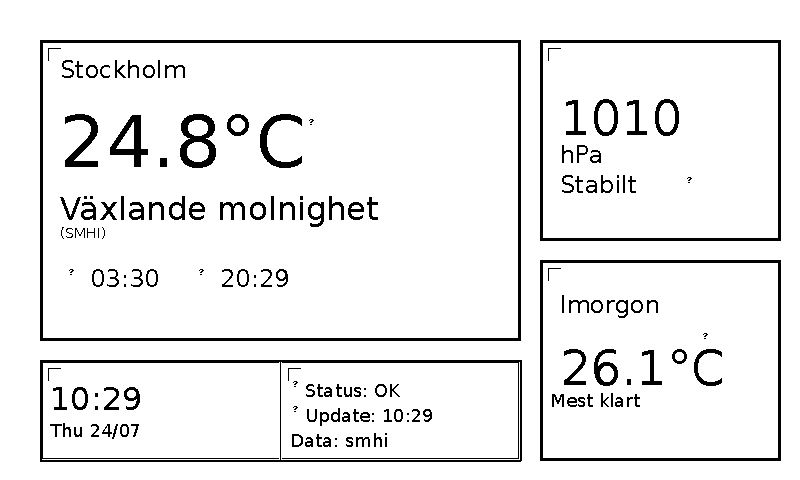 Stockholm
24.8°C ?
Växlande molnighet
(SMHI)
? 03:30 ? 20:29
1010
hPa
Stabilt ?
Imorgon
?
26.1°C
Mest klart
10:29
Thu 24/07
? Status: OK
? Update: 10:29
Data: smhi